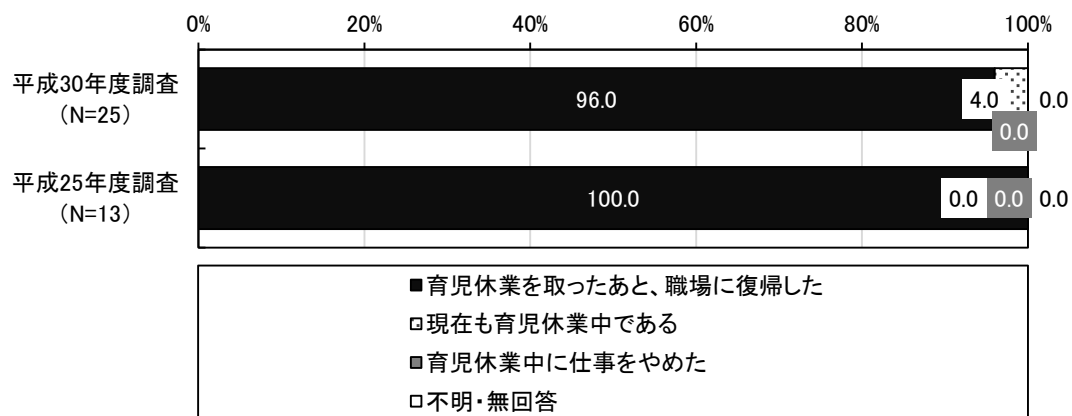 0% 20% 40% 60% 80% 100%
平成30年度調査
（N=25）
96.0 4.0 0.0
0.0
平成25年度調査
（N=13）
100.0 0.0 0.0 0.0
育児休業を取ったあと、職場に復帰した
現在も育児休業中である
育児休業中に仕事をやめた
不明・無回答